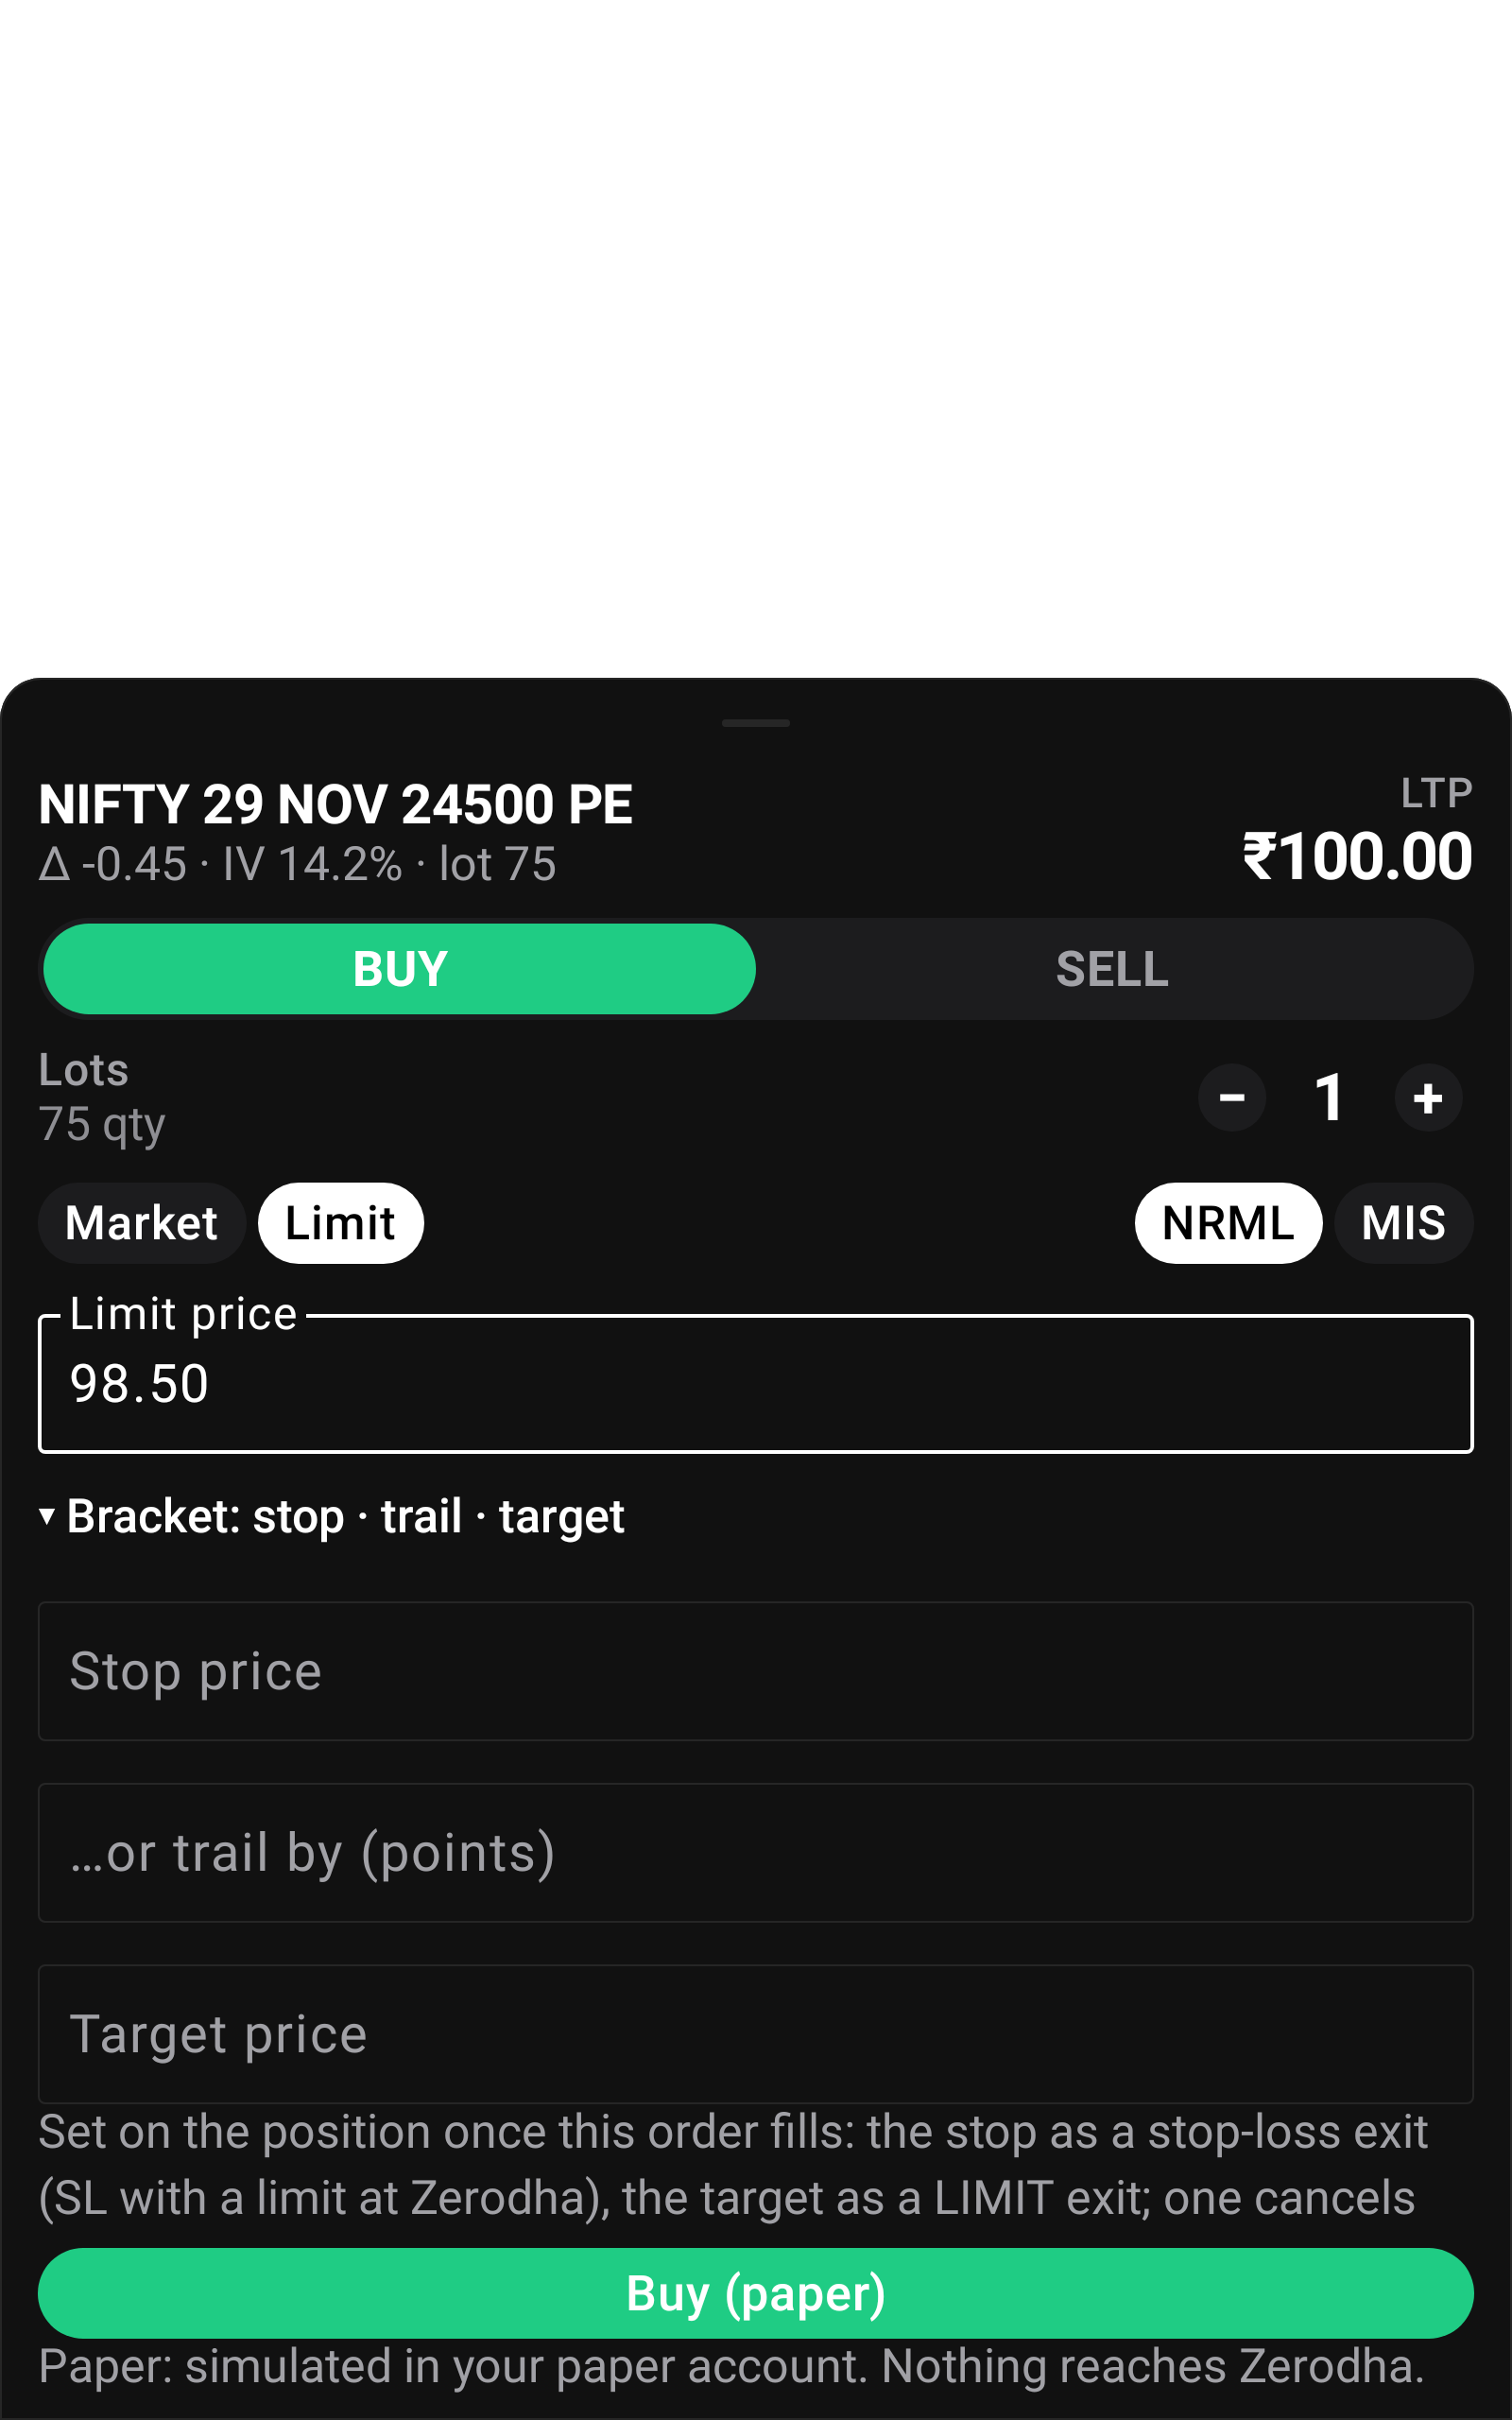 NIFTY 29 NOV 24500 PE
LTP
Δ -0.45 · IV 14.2% · lot 75
₹100.00
BUY
SELL
Lots
75 qty
− 1 +
Market
Limit
NRML
MIS
Limit price
98.50
▾ Bracket: stop · trail · target
Stop price
…or trail by (points)
Target price
Set on the position once this order fills: the stop as a stop-loss exit
(SL with a limit at Zerodha), the target as a LIMIT exit; one cancels
Buy (paper)
Paper: simulated in your paper account. Nothing reaches Zerodha.